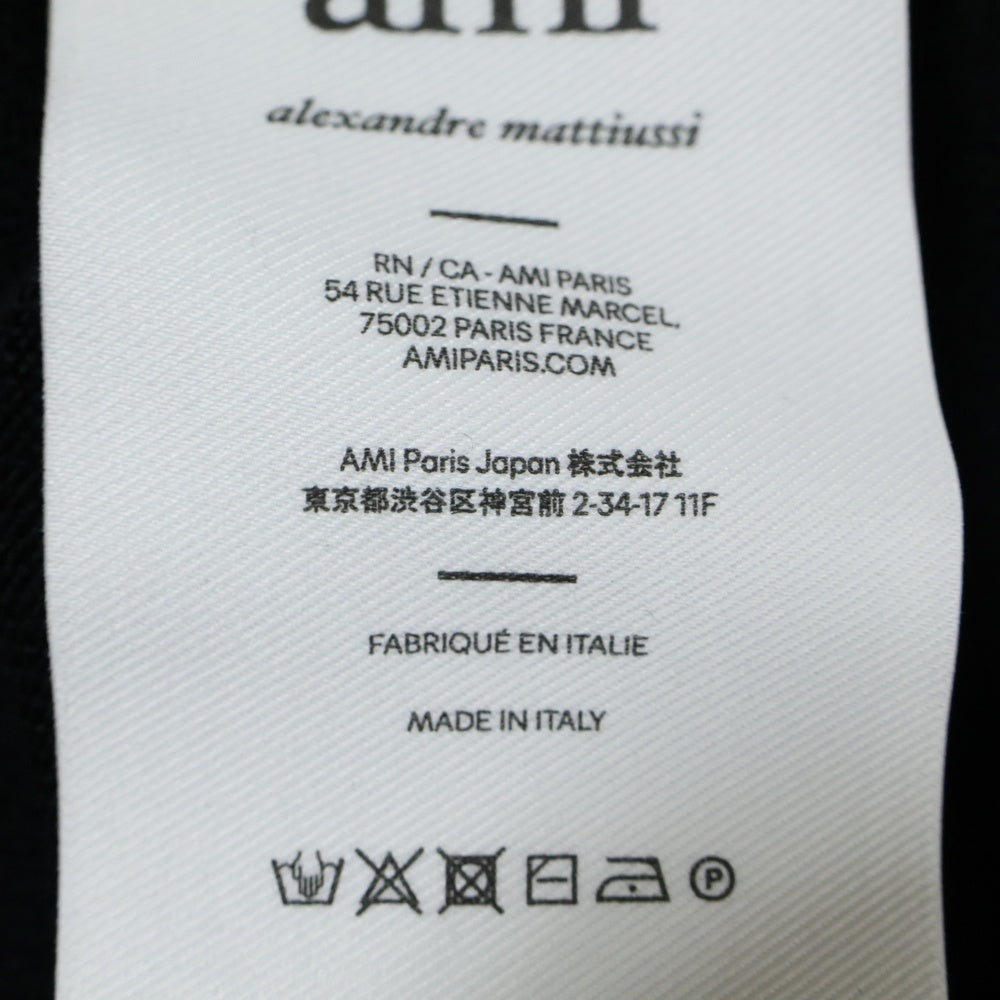 ami
alexandre mattiussi
RN / CA - AMI PARIS
54 RUE ETIENNE MARCEL,
75002 PARIS FRANCE
AMIPARIS.COM
AMI Paris Japan 株式会社
東京都渋谷区神宮前 2-34-17 11F
FABRIQUÉ EN ITALIE
MADE IN ITALY
P